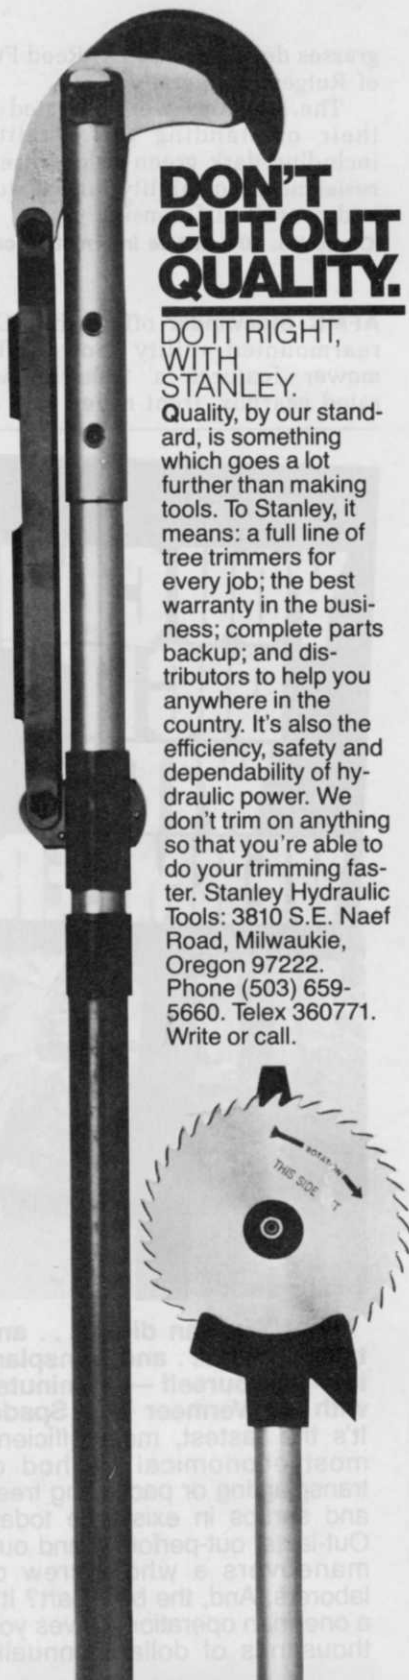 DON'T
CUT OUT
QUALITY.
DO IT RIGHT,
WITH
STANLEY.
Quality, by our stand-
ard, is something
which goes a lot
further than making
tools. To Stanley, it
means: a full line of
tree trimmers for
every job; the best
warranty in the busi-
ness; complete parts
backup; and dis-
tributors to help you
anywhere in the
country. It's also the
efficiency, safety and
dependability of hy-
draulic power. We
don't trim on anything
so that you're able to
do your trimming fas-
ter. Stanley Hydraulic
Tools: 3810 S.E. Naef
Road, Milwaukie,
Oregon 97222.
Phone (503) 659-
5660. Telex 360771.
Write or call.
ROTATION
THIS SIDE